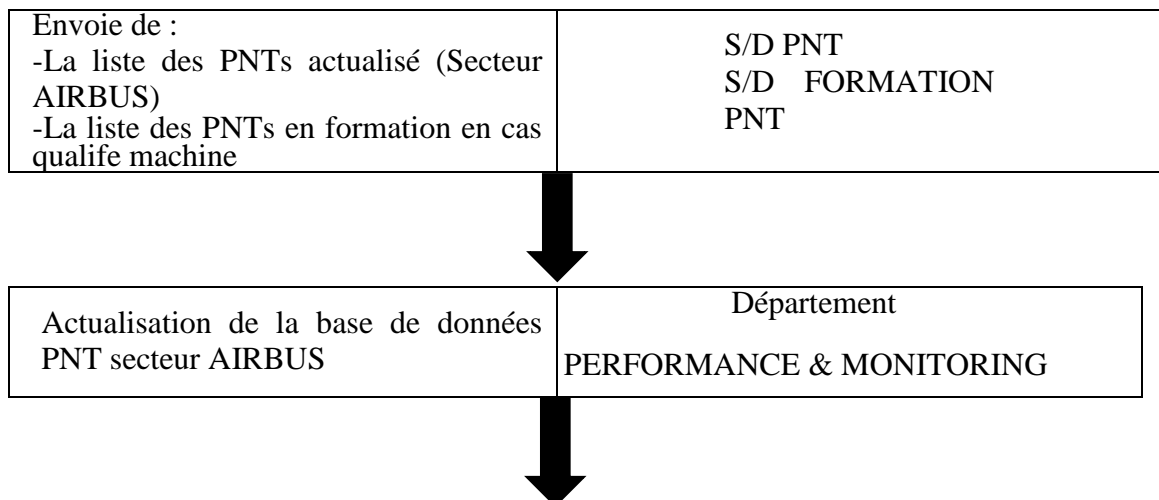 Envoie de :
-La liste des PNTs actualisé (Secteur
AIRBUS)
-La liste des PNTs en formation en cas
qualife machine
S/D PNT
S/D FORMATION
PNT
Actualisation de la base de données
PNT secteur AIRBUS
Département
PERFORMANCE & MONITORING